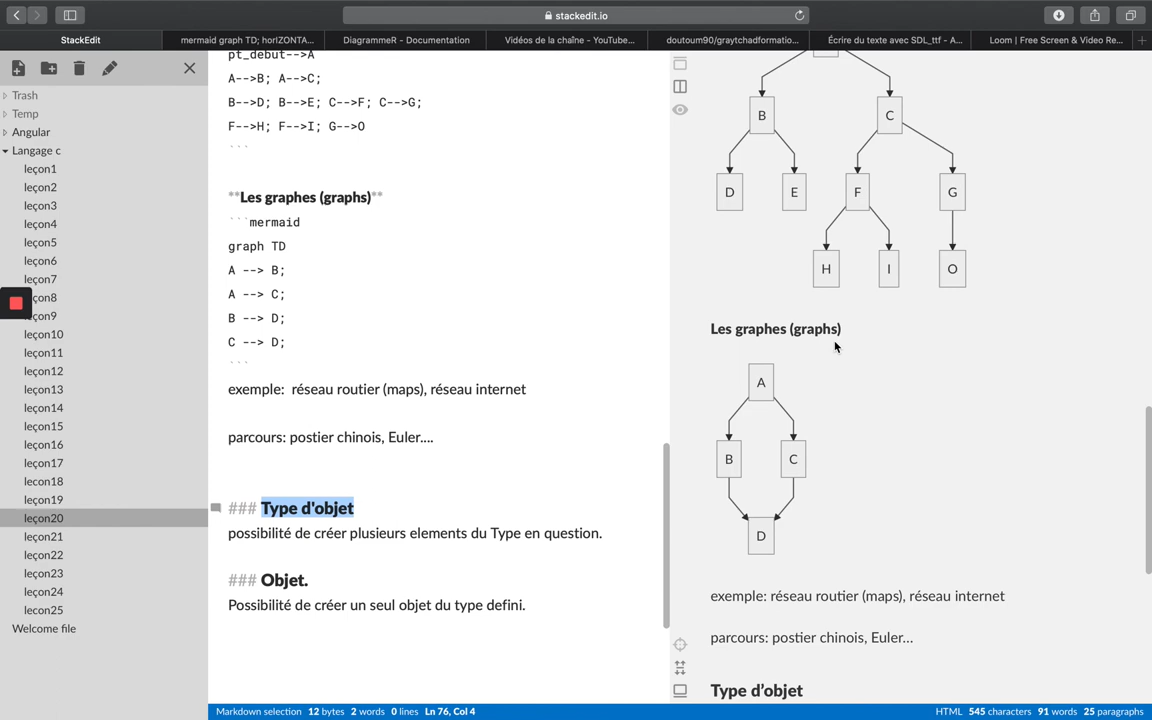 stackedit.io
StackEdit
mermaid graph TD; horIZONTA...
DiagrammeR - Documentation
Vidéos de la chaîne - YouTube...
doutoum90/graytchadformatio...
Écrire du texte avec SDL_ttf - A...
Loom | Free Screen & Video Re...
Trash
Temp
Angular
Langage c
leçon1
leçon2
leçon3
leçon4
leçon5
leçon6
leçon7
leçon8
leçon9
leçon10
leçon11
leçon12
leçon13
leçon14
leçon15
leçon16
leçon17
leçon18
leçon19
leçon20
leçon21
leçon22
leçon23
leçon24
lecon25
Welcome file
pt_debut-->A
A-->B; A-->C;
B-->D; B-->E; C-->F; C-->G;
F-->H; F-->I; G-->O
```
**Les graphes (graphs)**
```mermaid
graph TD
A --> B;
A --> C;
B --> D;
C --> D;
```
exemple:  réseau routier (maps), réseau internet
parcours: postier chinois, Euler....
### Type d'objet
possibilité de créer plusieurs elements du Type en question.
### Objet.
Possibilité de créer un seul objet du type defini.
B C
D E F G
H I O
Les graphes (graphs)
A
B C
D
exemple: réseau routier (maps), réseau internet
parcours: postier chinois, Euler…
Type d’objet
Markdown selection 12 bytes 2 words 0 lines Ln 76, Col 4
HTML 545 characters 91 words 25 paragraphs